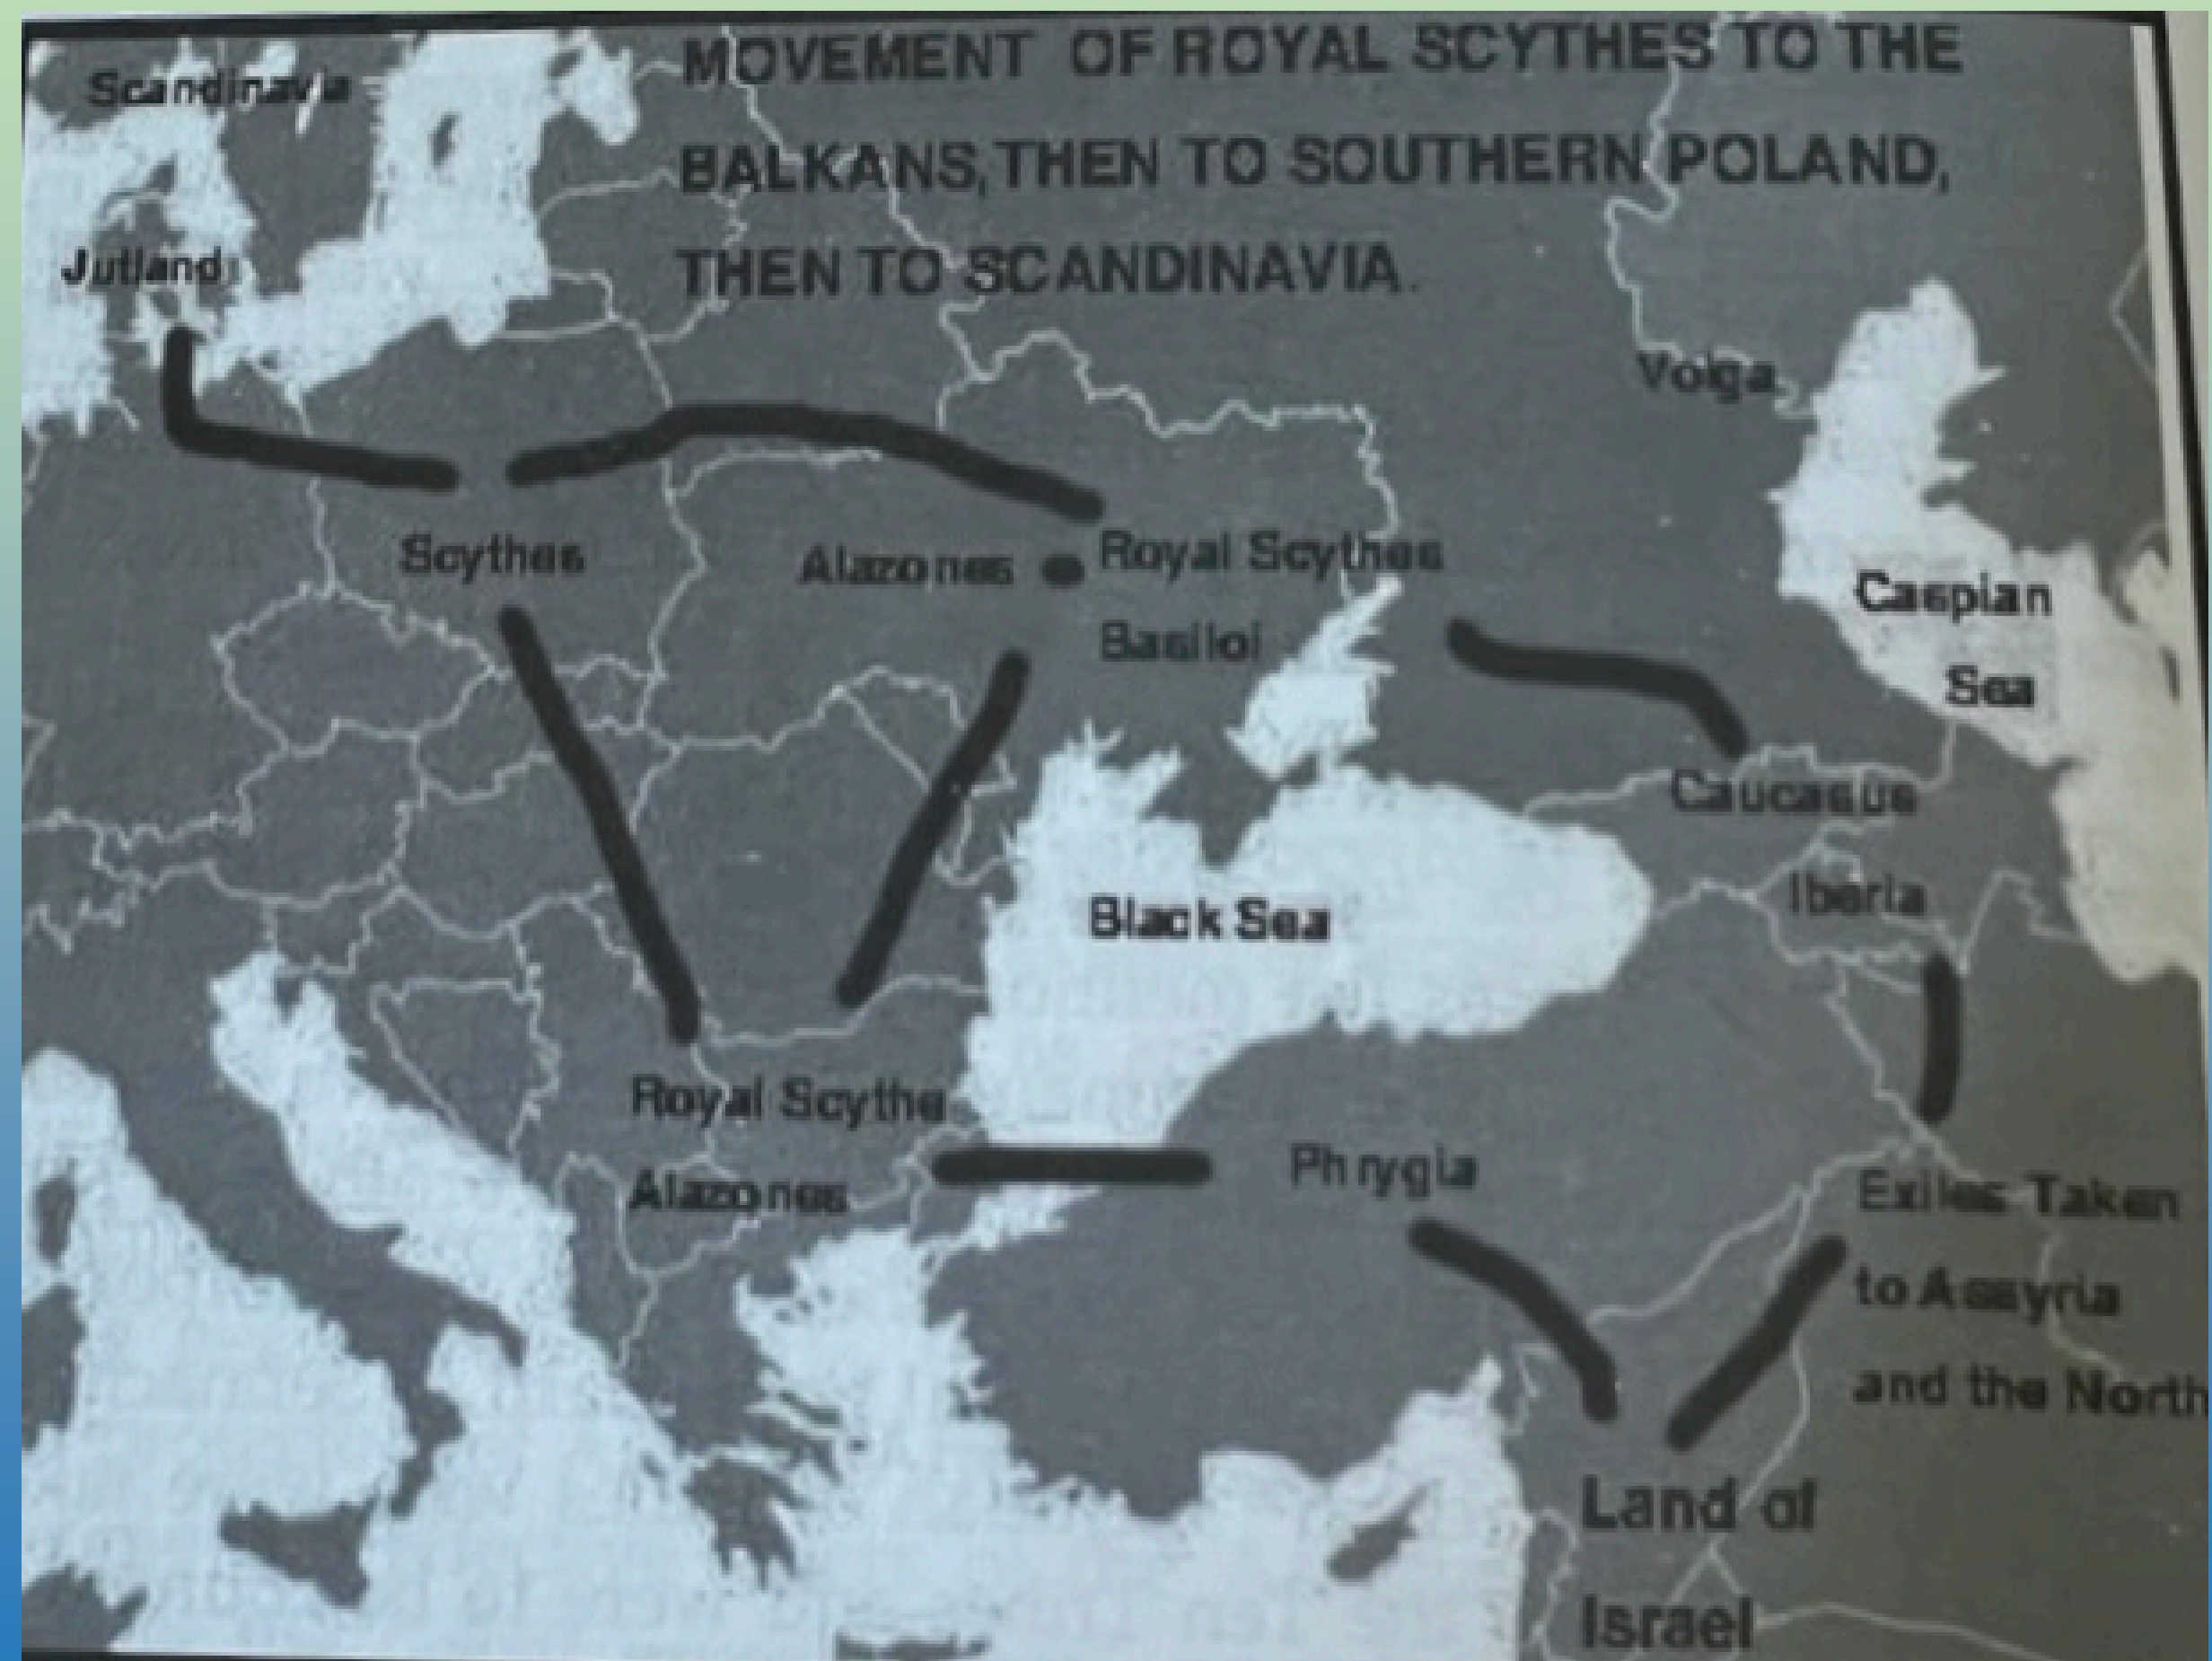 MOVEMENT OF ROYAL SCYTHES TO THE
BALKANS, THEN TO SOUTHERN POLAND,
THEN TO SCANDINAVIA.
Scandinavia
Jutland
Volga
Scythes
Alazones
Royal Scythes
Basiloi
Caspian
Sea
Caucasus
Iberia
Black Sea
Royal Scythe
Alazones
Phrygia
Exiles Taken
to Assyria
and the North
Land of
Israel